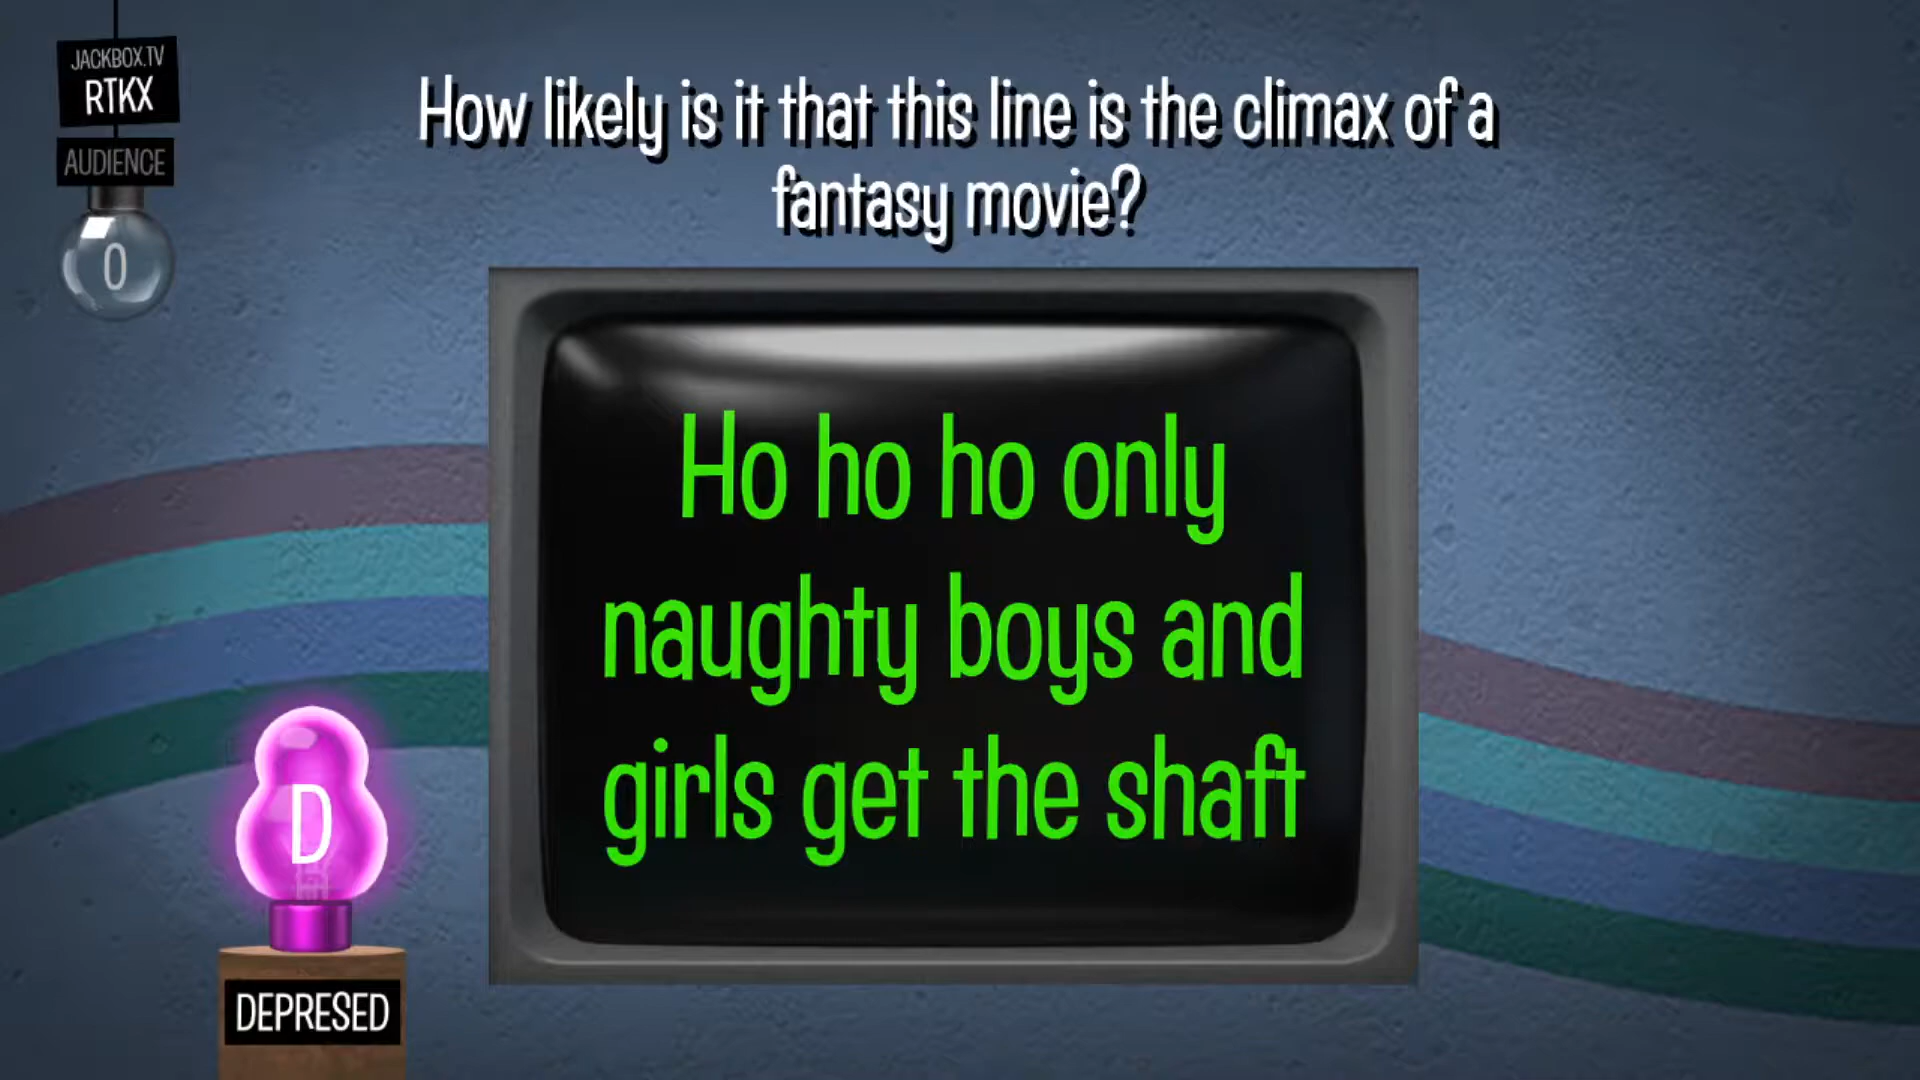 JACKBOX.TV
RTKX
AUDIENCE
0
How likely is it that this line is the climax of a
fantasy movie?
Ho ho ho only
naughty boys and
girls get the shaft
D
DEPRESED